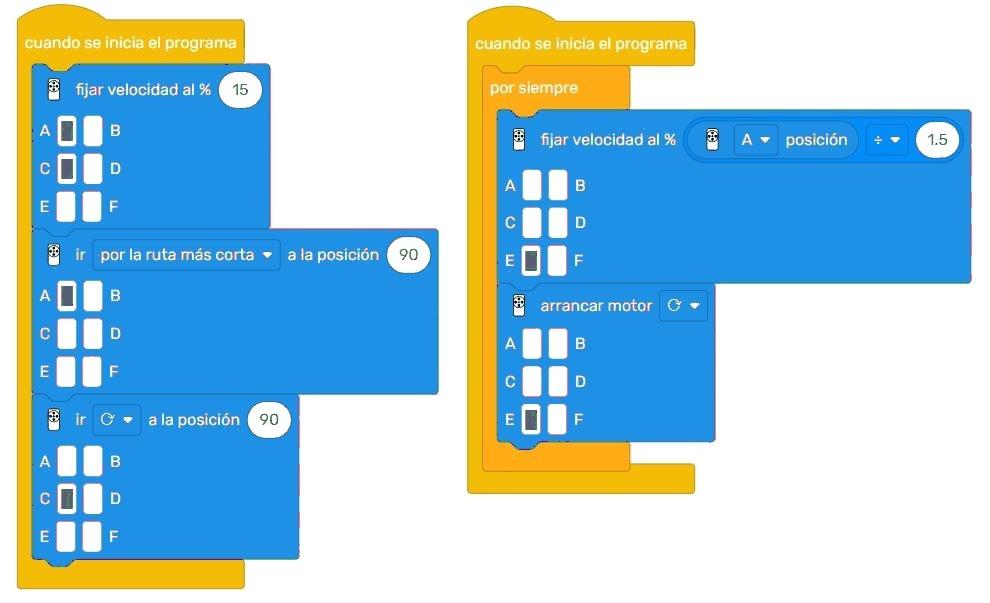 cuando se inicia el programa
fijar velocidad al % 15
A B
C D
E F
ir por la ruta más corta a la posición 90
A B
C D
E F
ir a la posición 90
A B
C D
E F
cuando se inicia el programa
por siempre
fijar velocidad al % A posición ÷ 1.5
A B
C D
E F
arrancar motor
A B
C D
E F